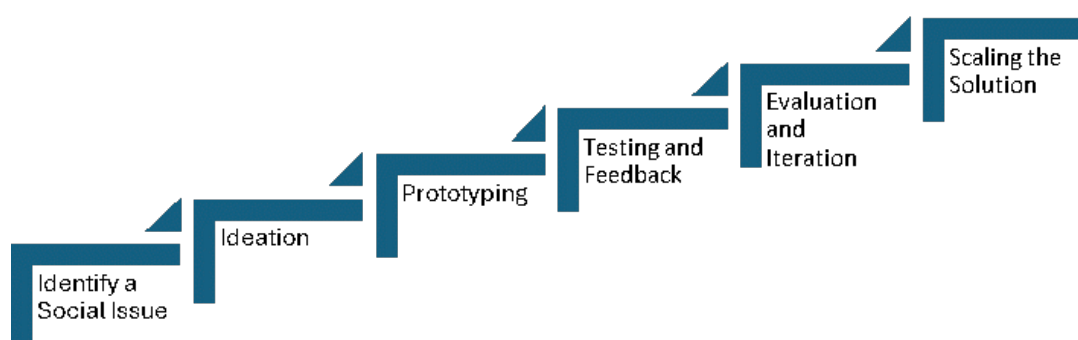 Identify a
Social Issue
Ideation
Prototyping
Testing and
Feedback
Evaluation
and
Iteration
Scaling the
Solution